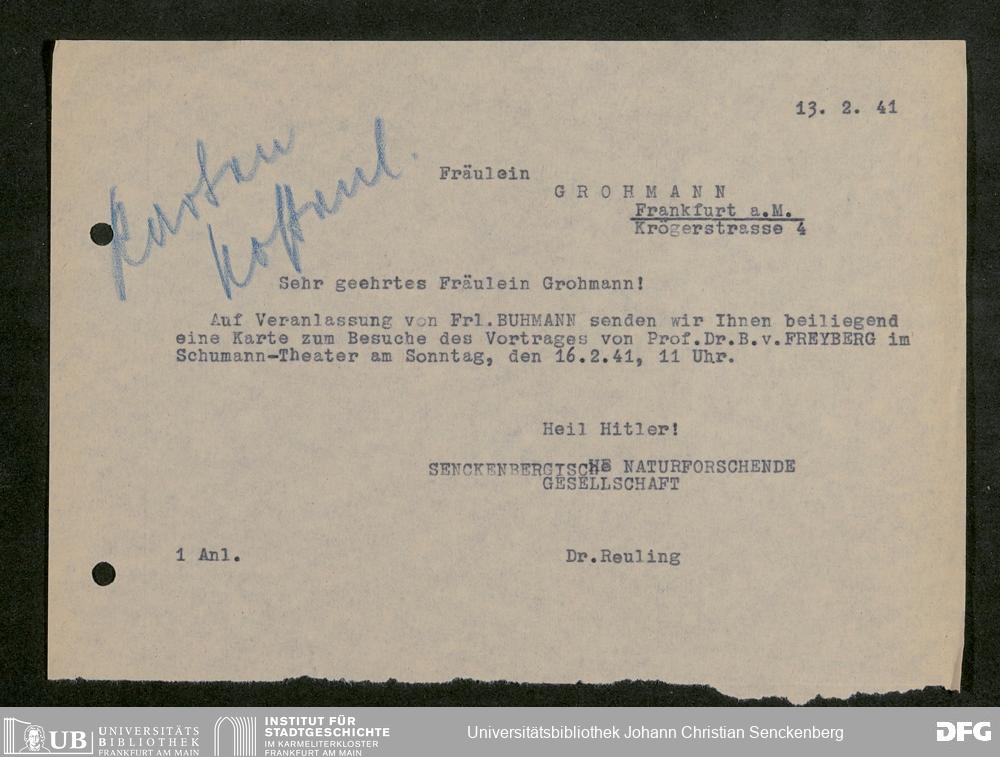 13. 2. 41
Karten
kostenl.
Fräulein
G R O H M A N N
Frankfurt a.M.
Krögerstrasse 4
Sehr geehrtes Fräulein Grohmann!
Auf Veranlassung von Frl.BUHMANN senden wir Ihnen beiliegend
eine Karte zum Besuche des Vortrages von Prof.Dr.B.v.FREYBERG im
Schumann-Theater am Sonntag, den 16.2.41, 11 Uhr.
Heil Hitler!
SENCKENBERGISCHE NATURFORSCHENDE
GESELLSCHAFT
1 Anl.
Dr.Reuling
UB UNIVERSITÄTS
BIBLIOTHEK
FRANKFURT AM MAIN
INSTITUT FÜR
STADTGESCHICHTE
IM KARMELITERKLOSTER
FRANKFURT AM MAIN
Universitätsbibliothek Johann Christian Senckenberg
DFG